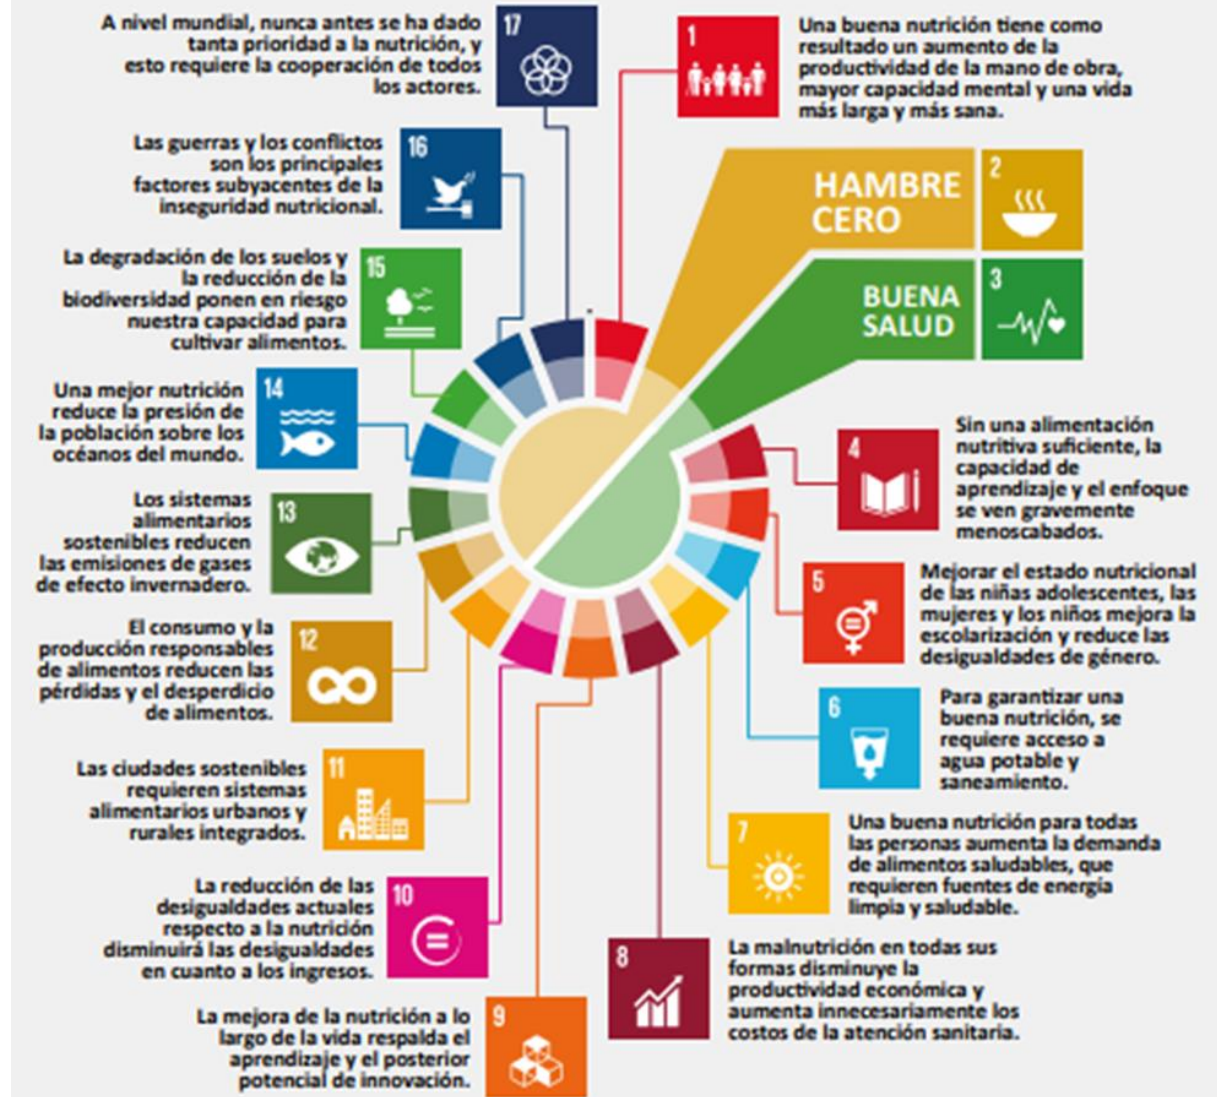 1
Una buena nutrición tiene como
resultado un aumento de la
productividad de la mano de obra,
mayor capacidad mental y una vida
más larga y más sana.
HAMBRE
CERO
2
BUENA
SALUD
3
4
Sin una alimentación
nutritiva suficiente, la
capacidad de
aprendizaje y el enfoque
se ven gravemente
menoscabados.
5
Mejorar el estado nutricional
de las niñas adolescentes, las
mujeres y los niños mejora la
escolarización y reduce las
desigualdades de género.
6
Para garantizar una
buena nutrición, se
requiere acceso a
agua potable y
saneamiento.
7
Una buena nutrición para todas
las personas aumenta la demanda
de alimentos saludables, que
requieren fuentes de energía
limpia y saludable.
8
La malnutrición en todas sus
formas disminuye la
productividad económica y
aumenta innecesariamente los
costos de la atención sanitaria.
9
La mejora de la nutrición a lo
largo de la vida respalda el
aprendizaje y el posterior
potencial de innovación.
10
La reducción de las
desigualdades actuales
respecto a la nutrición
disminuirá las desigualdades
en cuanto a los ingresos.
11
Las ciudades sostenibles
requieren sistemas
alimentarios urbanos y
rurales integrados.
12
El consumo y la
producción responsables
de alimentos reducen las
pérdidas y el desperdicio
de alimentos.
13
Los sistemas
alimentarios
sostenibles reducen
las emisiones de gases
de efecto invernadero.
14
Una mejor nutrición
reduce la presión de
la población sobre los
océanos del mundo.
15
La degradación de los suelos y
la reducción de la
biodiversidad ponen en riesgo
nuestra capacidad para
cultivar alimentos.
16
Las guerras y los conflictos
son los principales
factores subyacentes de la
inseguridad nutricional.
17
A nivel mundial, nunca antes se ha dado
tanta prioridad a la nutrición, y
esto requiere la cooperación de todos
los actores.